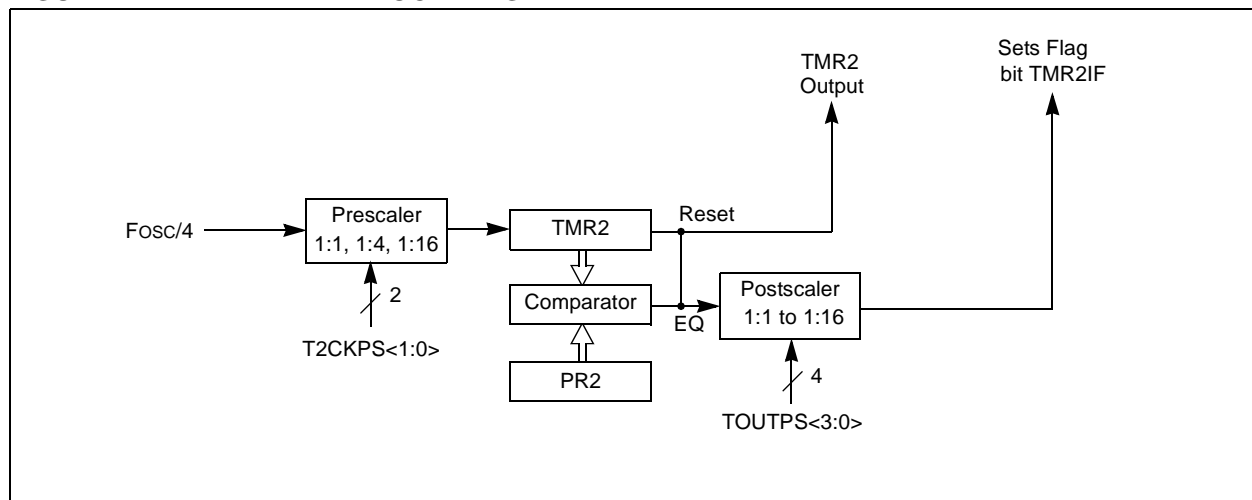 TMR2
Output
Sets Flag
bit TMR2IF
FOSC/4
Prescaler
1:1, 1:4, 1:16
2
T2CKPS<1:0>
TMR2
Reset
Comparator
EQ
PR2
Postscaler
1:1 to 1:16
4
TOUTPS<3:0>